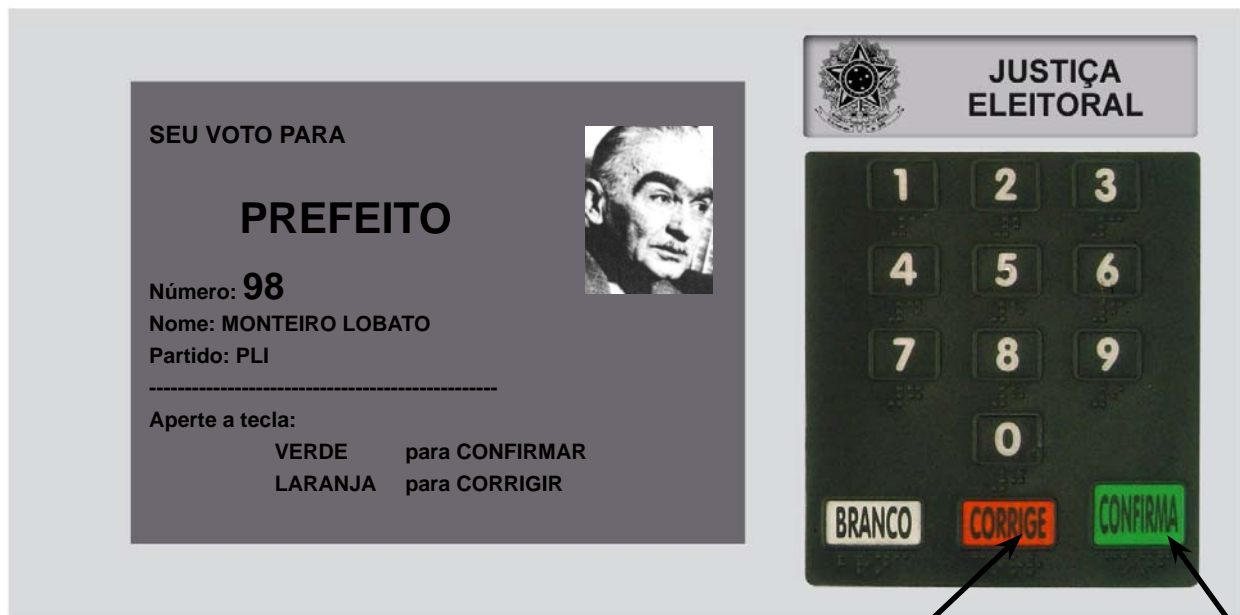 SEU VOTO PARA
PREFEITO
Número: 98
Nome: MONTEIRO LOBATO
Partido: PLI
-------------------------------------------------
Aperte a tecla:
VERDE para CONFIRMAR
LARANJA para CORRIGIR
JUSTIÇA
ELEITORAL
1 2 3
4 5 6
7 8 9
0
BRANCO CORRIGE CONFIRMA